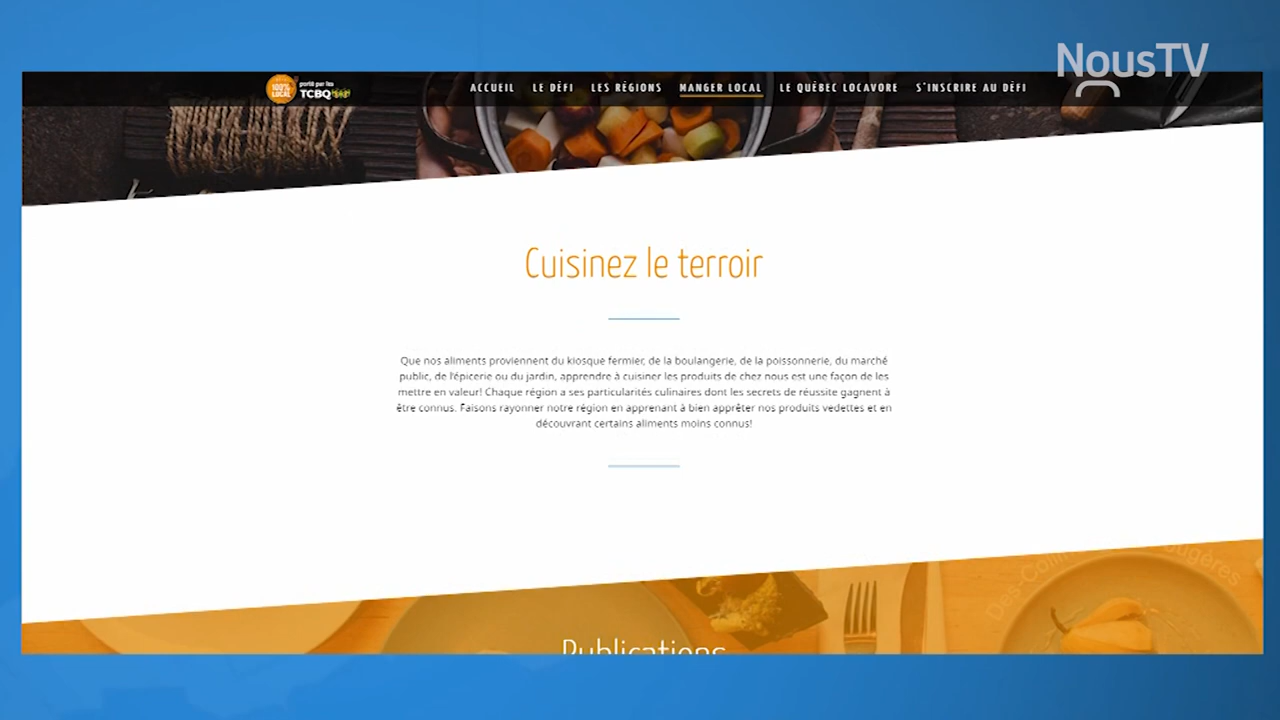 NousTV
100% LOCAL
porté par les
TCBQ
ACCUEIL LE DÉFI LES RÉGIONS MANGER LOCAL LE QUÉBEC LOCAVORE S'INSCRIRE AU DÉFI
Cuisinez le terroir
Que nos aliments proviennent du kiosque fermier, de la boulangerie, de la poissonnerie, du marché
public, de l'épicerie ou du jardin, apprendre à cuisiner les produits de chez nous est une façon de les
mettre en valeur! Chaque région a ses particularités culinaires dont les secrets de réussite gagnent à
être connus. Faisons rayonner notre région en apprenant à bien apprêter nos produits vedettes et en
découvrant certains aliments moins connus!
Publications